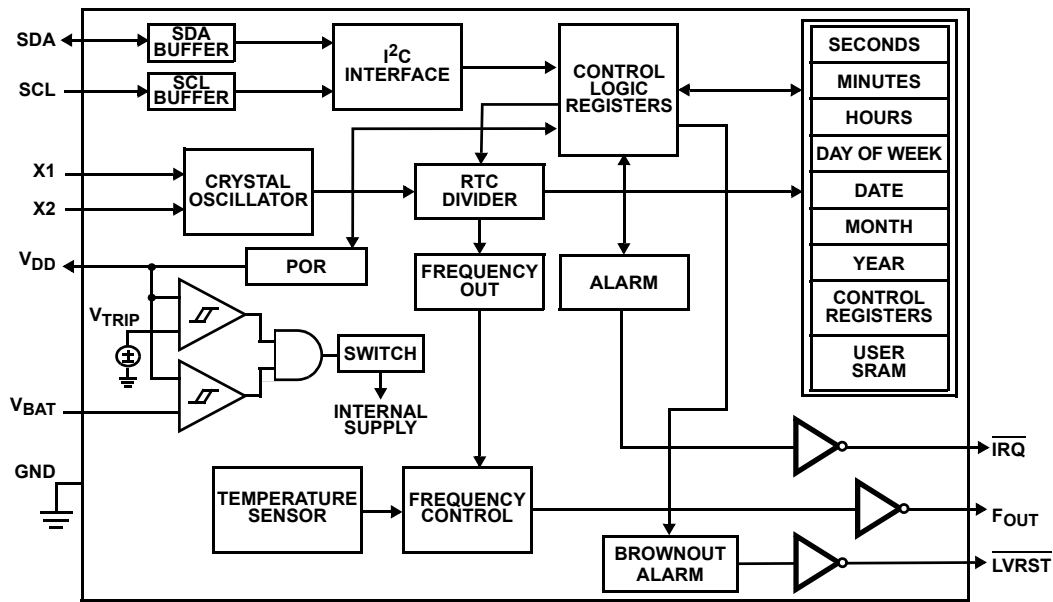 SDA
SDA
BUFFER
SCL
SCL
BUFFER
I²C
INTERFACE
CONTROL
LOGIC
REGISTERS
SECONDS
MINUTES
HOURS
DAY OF WEEK
DATE
MONTH
YEAR
CONTROL
REGISTERS
USER
SRAM
X1
X2
CRYSTAL
OSCILLATOR
RTC
DIVIDER
VDD
POR
FREQUENCY
OUT
ALARM
VTRIP
±
SWITCH
INTERNAL
SUPPLY
VBAT
GND
TEMPERATURE
SENSOR
FREQUENCY
CONTROL
BROWNOUT
ALARM
IRQ
FOUT
LVRST